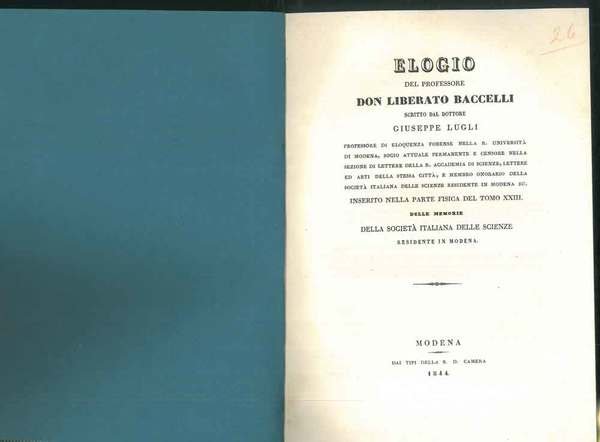 26
ELOGIO
DEL PROFESSORE
DON LIBERATO BACCELLI
SCRITTO DAL DOTTORE
GIUSEPPE LUGLI
PROFESSORE DI ELOQUENZA FORENSE NELLA R. UNIVERSITÀ
DI MODENA, SOCIO ATTUALE PERMANENTE E CENSORE NELLA
SEZIONE DI LETTERE DELLA R. ACCADEMIA DI SCIENZE, LETTERE
ED ARTI DELLA STESSA CITTÀ, E MEMBRO ONORARIO DELLA
SOCIETÀ ITALIANA DELLE SCIENZE RESIDENTE IN MODENA EC.
INSERITO NELLA PARTE FISICA DEL TOMO XXIII.
DELLE MEMORIE
DELLA SOCIETÀ ITALIANA DELLE SCIENZE
RESIDENTE IN MODENA.
MODENA
DAI TIPI DELLA R. D. CAMERA
1844.